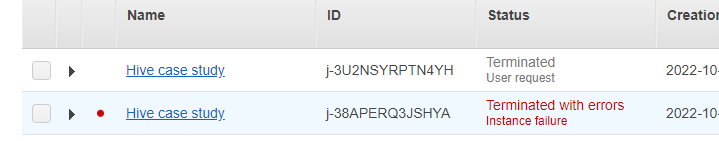 Name ID Status Creation
Hive case study j-3U2NSYRPTN4YH Terminated 2022-10-
User request
Hive case study j-38APERQ3JSHYA Terminated with errors 2022-10-
Instance failure